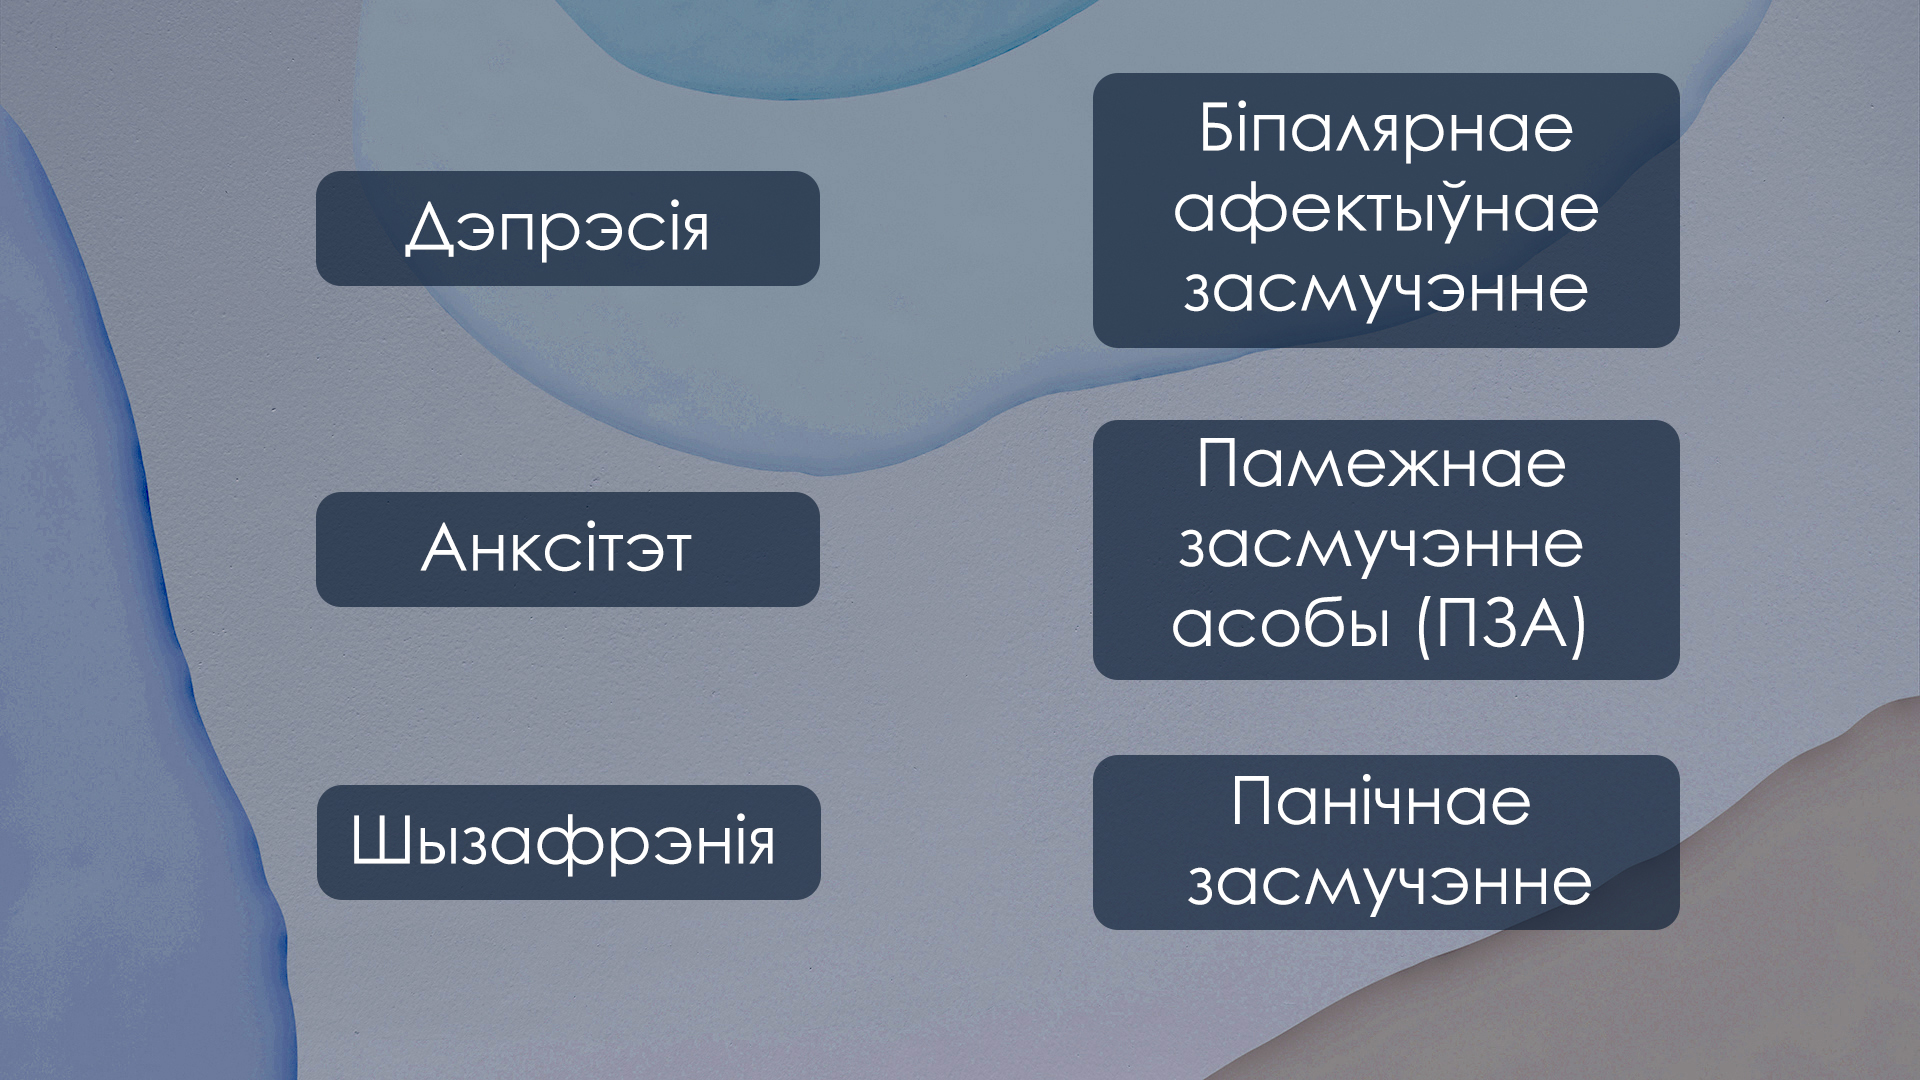 Дэпрэсія
Анксітэт
Шызафрэнія
Біпалярнае
афектыўнае
засмучэнне
Памежнае
засмучэнне
асобы (ПЗА)
Панічнае
засмучэнне